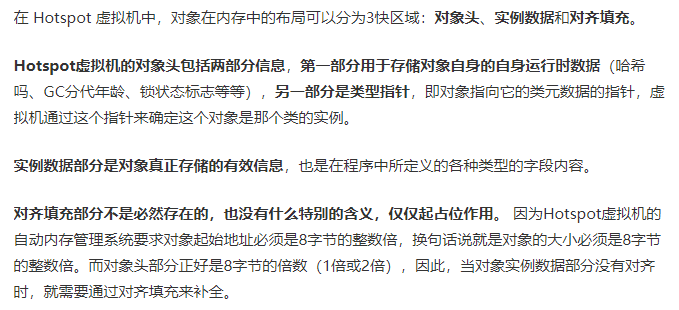 在 Hotspot 虚拟机中，对象在内存中的布局可以分为3快区域：对象头、实例数据和对齐填充。
Hotspot虚拟机的对象头包括两部分信息，第一部分用于存储对象自身的自身运行时数据（哈希
吗、GC分代年龄、锁状态标志等等），另一部分是类型指针，即对象指向它的类元数据的指针，虚
拟机通过这个指针来确定这个对象是那个类的实例。
实例数据部分是对象真正存储的有效信息，也是在程序中所定义的各种类型的字段内容。
对齐填充部分不是必然存在的，也没有什么特别的含义，仅仅起占位作用。 因为Hotspot虚拟机的
自动内存管理系统要求对象起始地址必须是8字节的整数倍，换句话说就是对象的大小必须是8字节
的整数倍。而对象头部分正好是8字节的倍数（1倍或2倍），因此，当对象实例数据部分没有对齐
时，就需要通过对齐填充来补全。